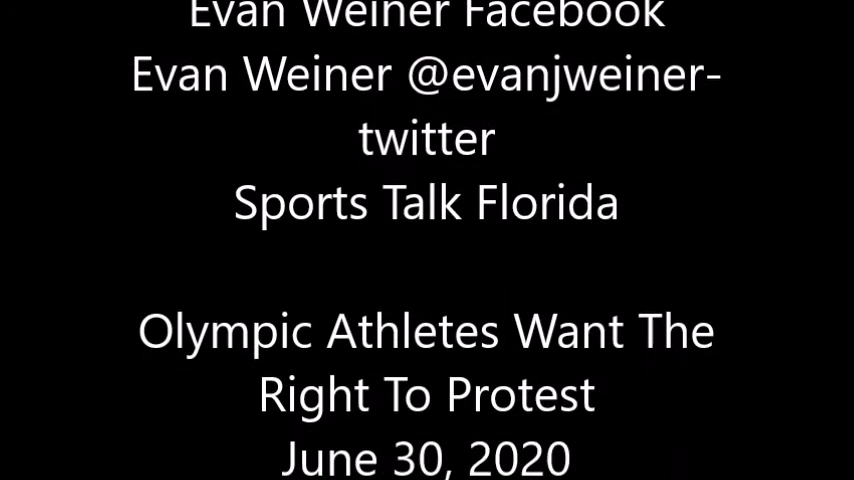 Evan Weiner Facebook
Evan Weiner @evanjweiner-
twitter
Sports Talk Florida
Olympic Athletes Want The
Right To Protest
June 30, 2020